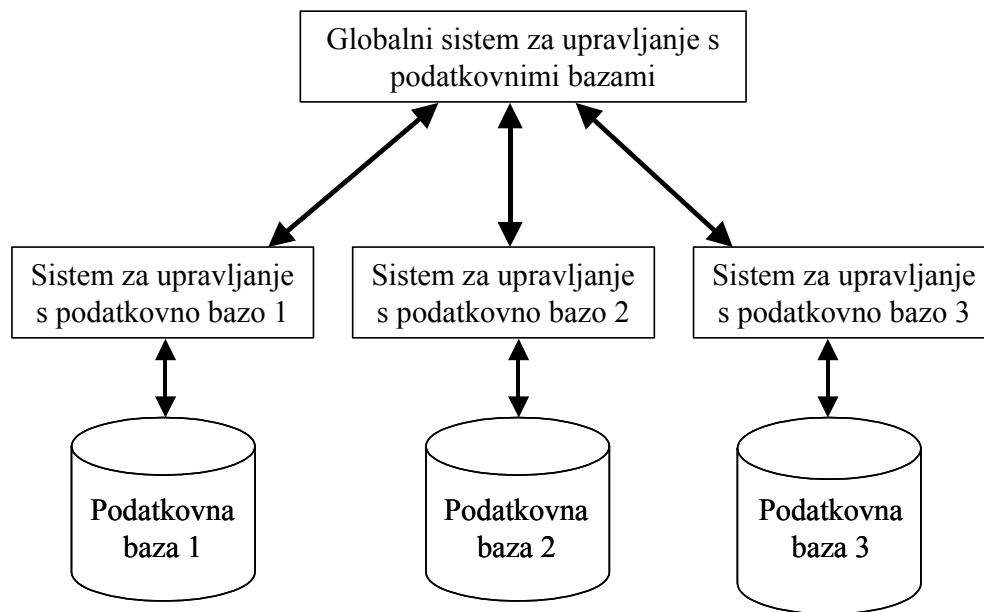 Globalni sistem za upravljanje s
podatkovnimi bazami
Sistem za upravljanje
s podatkovno bazo 1
Sistem za upravljanje
s podatkovno bazo 2
Sistem za upravljanje
s podatkovno bazo 3
Podatkovna
baza 1
Podatkovna
baza 2
Podatkovna
baza 3